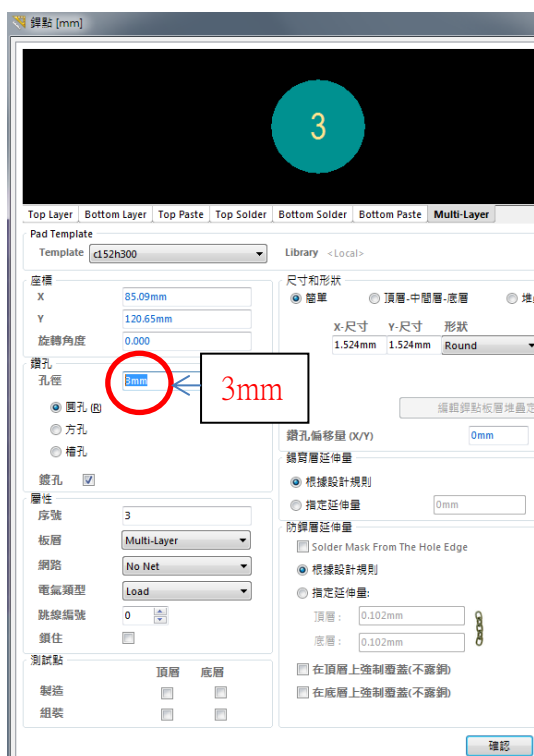 銲點 [mm]
3
Top Layer Bottom Layer Top Paste Top Solder Bottom Solder Bottom Paste Multi-Layer
Pad Template
Template c152h300 Library <Local>
座標
X 85.09mm
Y 120.65mm
旋轉角度 0.000
尺寸和形狀
簡單 頂層-中間層-底層
X-尺寸 Y-尺寸 形狀
1.524mm 1.524mm Round
鑽孔
孔徑 3mm
3mm
圓孔 (R)
方孔
槽孔
鍍孔
編輯銲點板層堆疊定
鑽孔偏移量 (X/Y) 0mm
錫膏層延伸量
根據設計規則
指定延伸量 0mm
屬性
序號 3
板層 Multi-Layer
網路 No Net
電氣類型 Load
跳線編號 0
鎖住
防銲層延伸量
Solder Mask From The Hole Edge
根據設計規則
指定延伸量:
頂層: 0.102mm
底層: 0.102mm
在頂層上強制覆蓋(不露銅)
在底層上強制覆蓋(不露銅)
測試點
頂層 底層
製造
組裝
確認